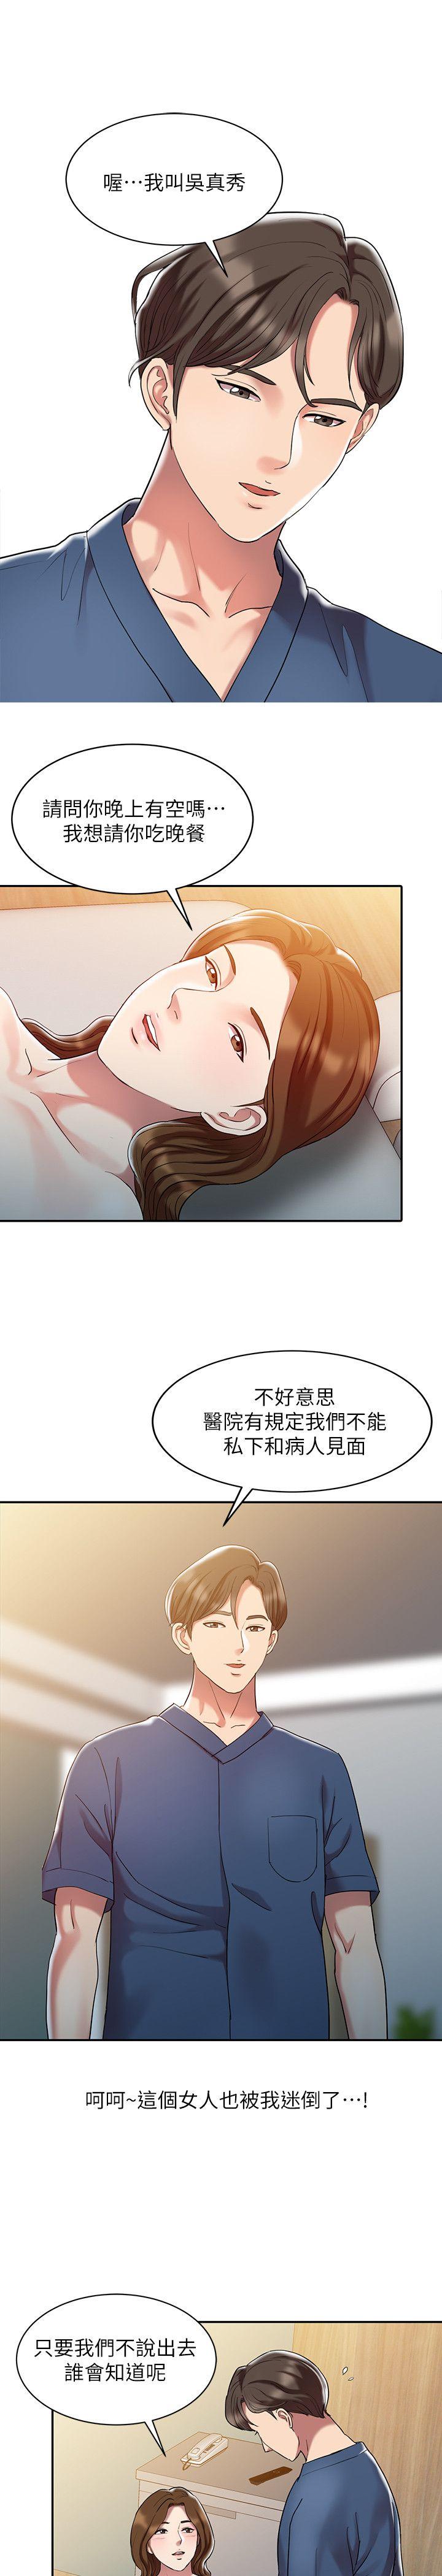 喔⋯我叫吳真秀
請問你晚上有空嗎⋯
我想請你吃晚餐
不好意思
醫院有規定我們不能
私下和病人見面
呵呵~這個女人也被我迷倒了⋯!
只要我們不說出去
誰會知道呢